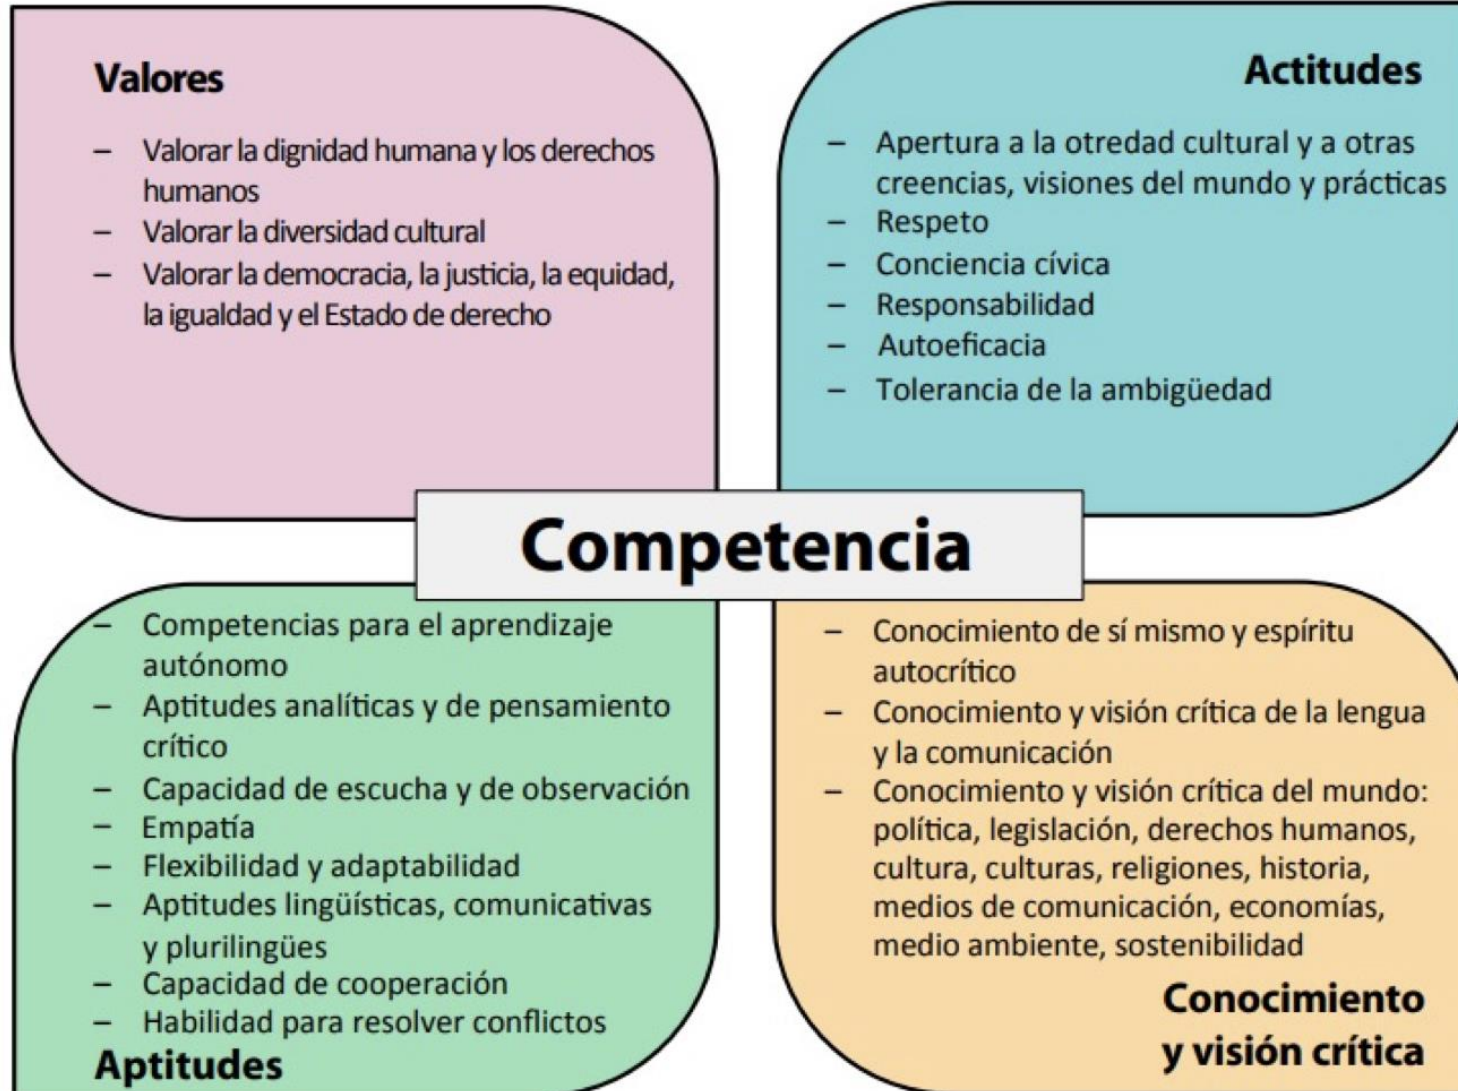 Valores
– Valorar la dignidad humana y los derechos
humanos
– Valorar la diversidad cultural
– Valorar la democracia, la justicia, la equidad,
la igualdad y el Estado de derecho
Actitudes
– Apertura a la otredad cultural y a otras
creencias, visiones del mundo y prácticas
– Respeto
– Conciencia cívica
– Responsabilidad
– Autoeficacia
– Tolerancia de la ambigüedad
Competencia
– Competencias para el aprendizaje
autónomo
– Aptitudes analíticas y de pensamiento
crítico
– Capacidad de escucha y de observación
– Empatía
– Flexibilidad y adaptabilidad
– Aptitudes lingüísticas, comunicativas
y plurilingües
– Capacidad de cooperación
– Habilidad para resolver conflictos
Aptitudes
– Conocimiento de sí mismo y espíritu
autocrítico
– Conocimiento y visión crítica de la lengua
y la comunicación
– Conocimiento y visión crítica del mundo:
política, legislación, derechos humanos,
cultura, culturas, religiones, historia,
medios de comunicación, economías,
medio ambiente, sostenibilidad
Conocimiento
y visión crítica